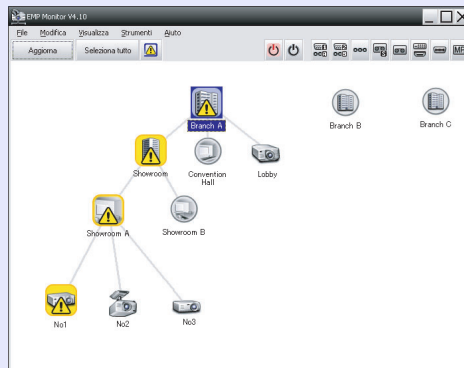 EMP Monitor V4.10
File Modifica Visualizza Strumenti Aiuto
Aggiorna Seleziona tutto
Branch A
Branch B
Branch C
Showroom
Convention
Hall
Lobby
Showroom A
Showroom B
No1
No2
No3